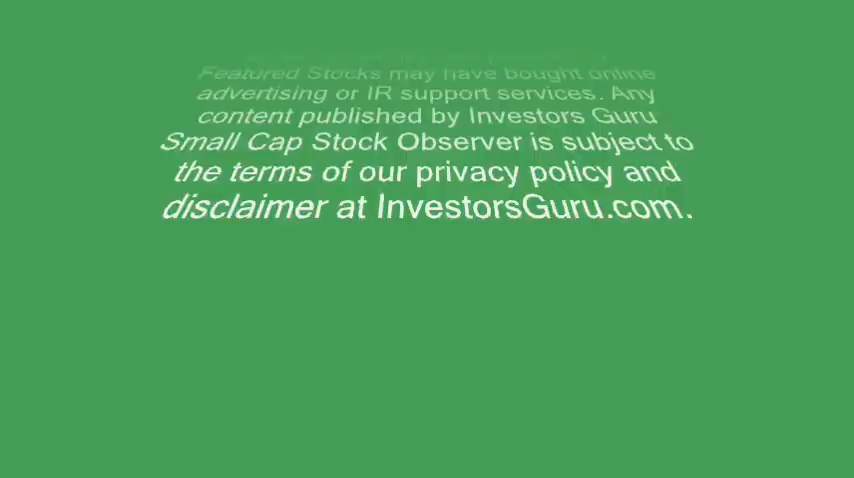 Featured Stocks may have bought online
advertising or IR support services. Any
content published by Investors Guru
Small Cap Stock Observer is subject to
the terms of our privacy policy and
disclaimer at InvestorsGuru.com.